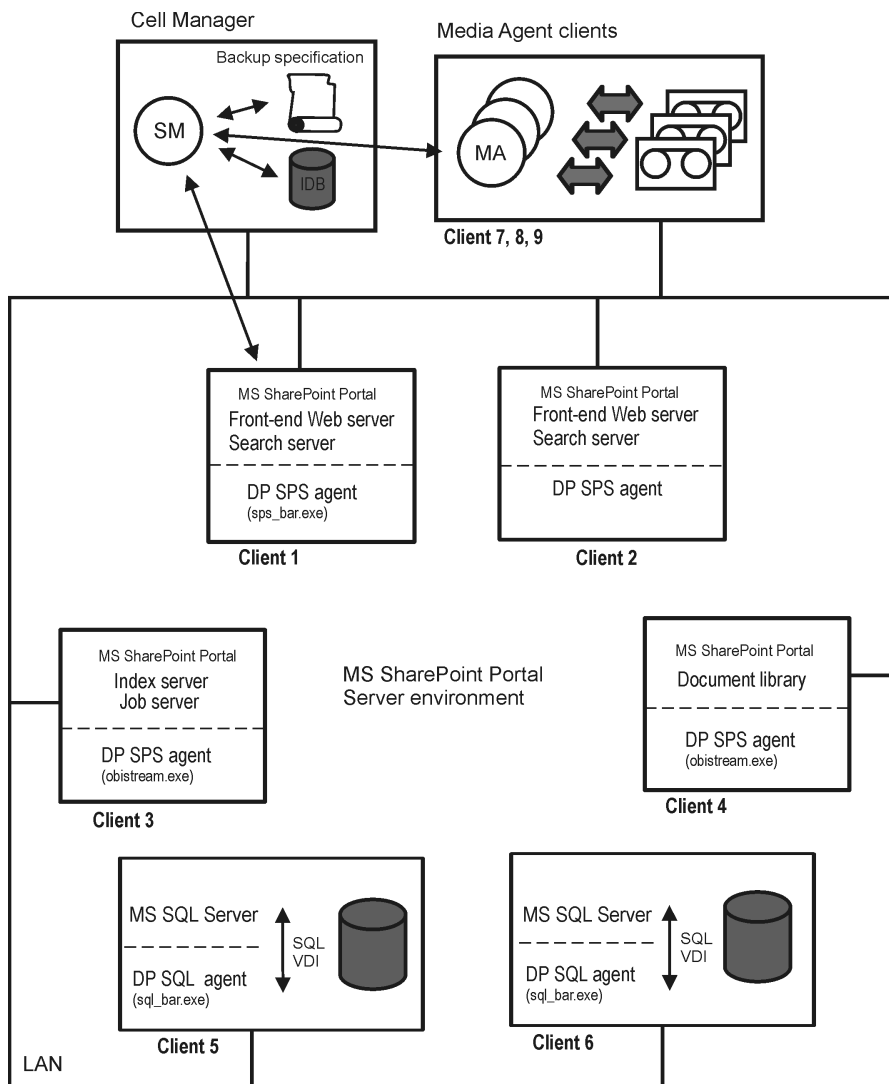 Cell Manager
Media Agent clients
Backup specification
SM
IDB
MA
Client 7, 8, 9
MS SharePoint Portal
Front-end Web server
Search server
DP SPS agent
(sps_bar.exe)
Client 1
MS SharePoint Portal
Front-end Web server
Search server
DP SPS agent
Client 2
MS SharePoint Portal
Index server
Job server
DP SPS agent
(obistream.exe)
Client 3
MS SharePoint Portal
Server environment
MS SharePoint Portal
Document library
DP SPS agent
(obistream.exe)
Client 4
MS SQL Server
DP SQL agent
(sql_bar.exe)
SQL
VDI
Client 5
MS SQL Server
DP SQL agent
(sql_bar.exe)
SQL
VDI
Client 6
LAN